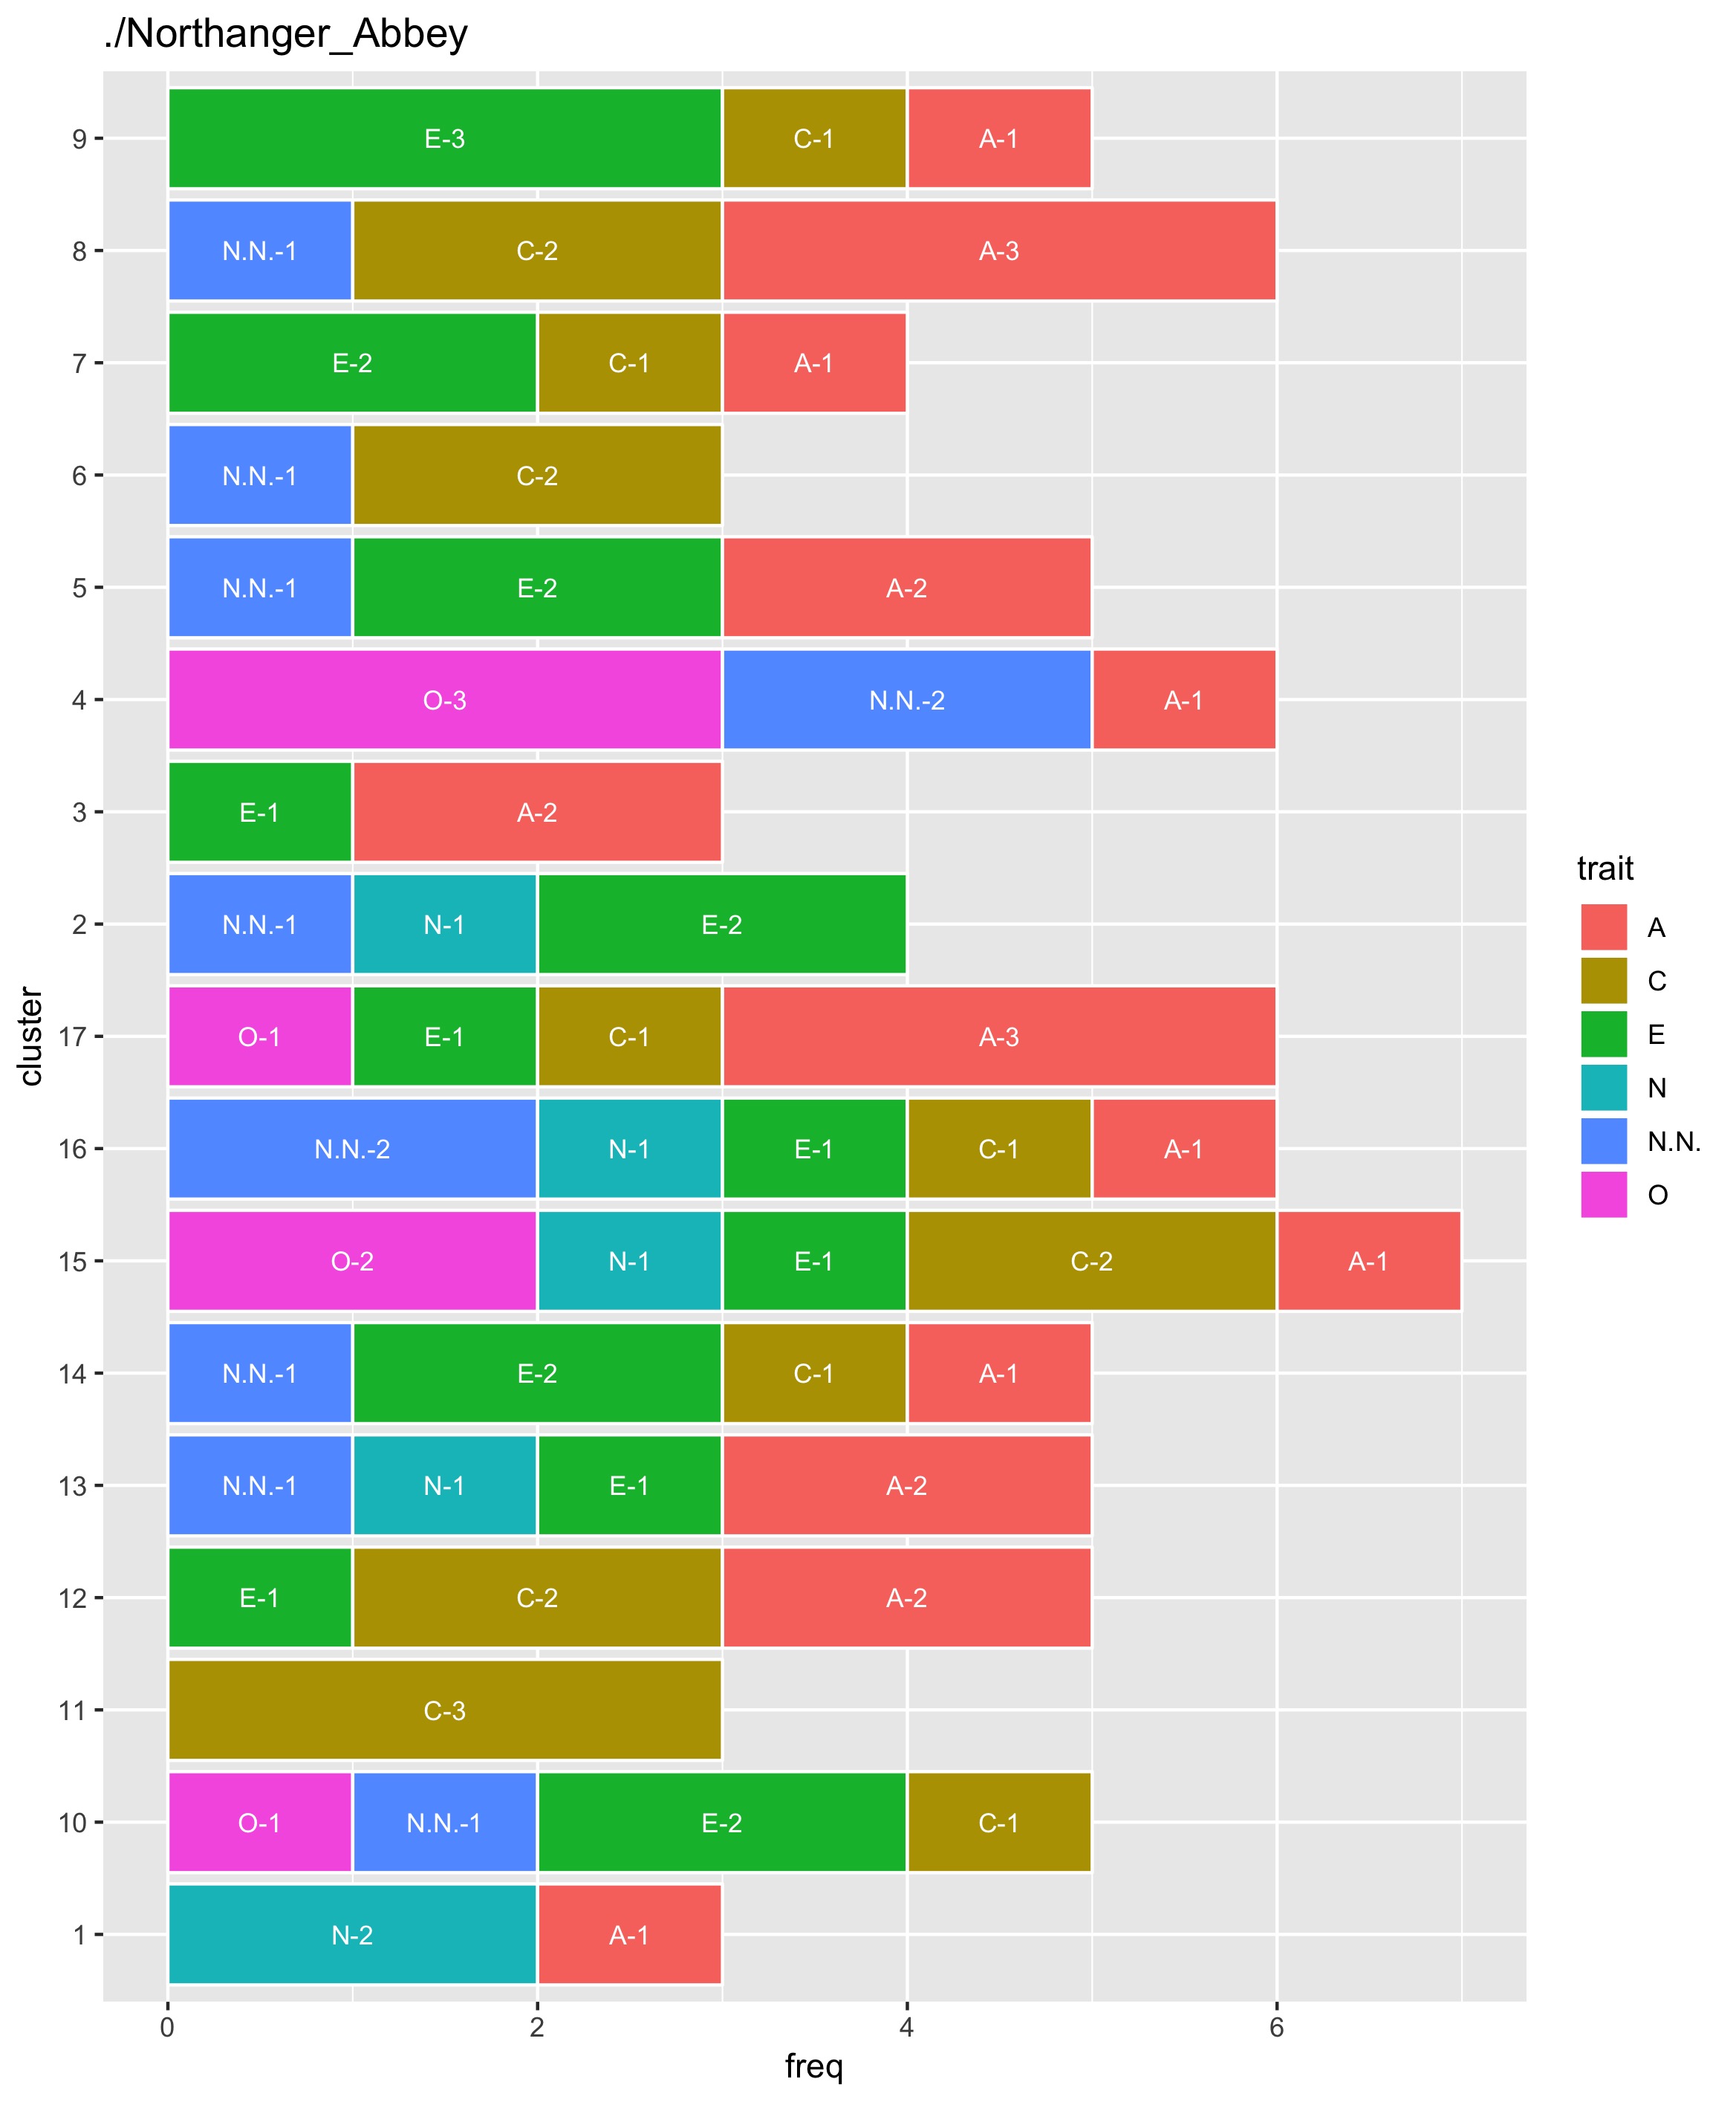 ./Northanger_Abbey
9 E-3 C-1 A-1
8 N.N.-1 C-2 A-3
7 E-2 C-1 A-1
6 N.N.-1 C-2
5 N.N.-1 E-2 A-2
4 O-3 N.N.-2 A-1
3 E-1 A-2
2 N.N.-1 N-1 E-2
17 O-1 E-1 C-1 A-3
16 N.N.-2 N-1 E-1 C-1 A-1
15 O-2 N-1 E-1 C-2 A-1
14 N.N.-1 E-2 C-1 A-1
13 N.N.-1 N-1 E-1 A-2
12 E-1 C-2 A-2
11 C-3
10 O-1 N.N.-1 E-2 C-1
1 N-2 A-1
0 2 4 6
freq
cluster
trait
A
C
E
N
N.N.
O